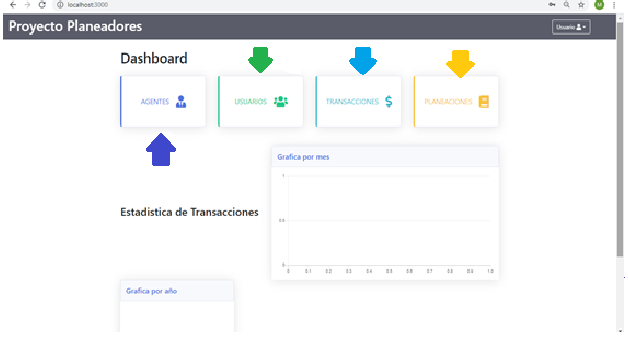 localhost:3000
M
Proyecto Planeadores
Usuario
Dashboard
AGENTES
USUARIOS
TRANSACCIONES
PLANEADORES
Grafica por mes
1
0.5
0
0 0.1 0.2 0.3 0.4 0.5 0.6 0.7 0.8 0.9 1.0
Estadística de Transacciones
Grafica por año